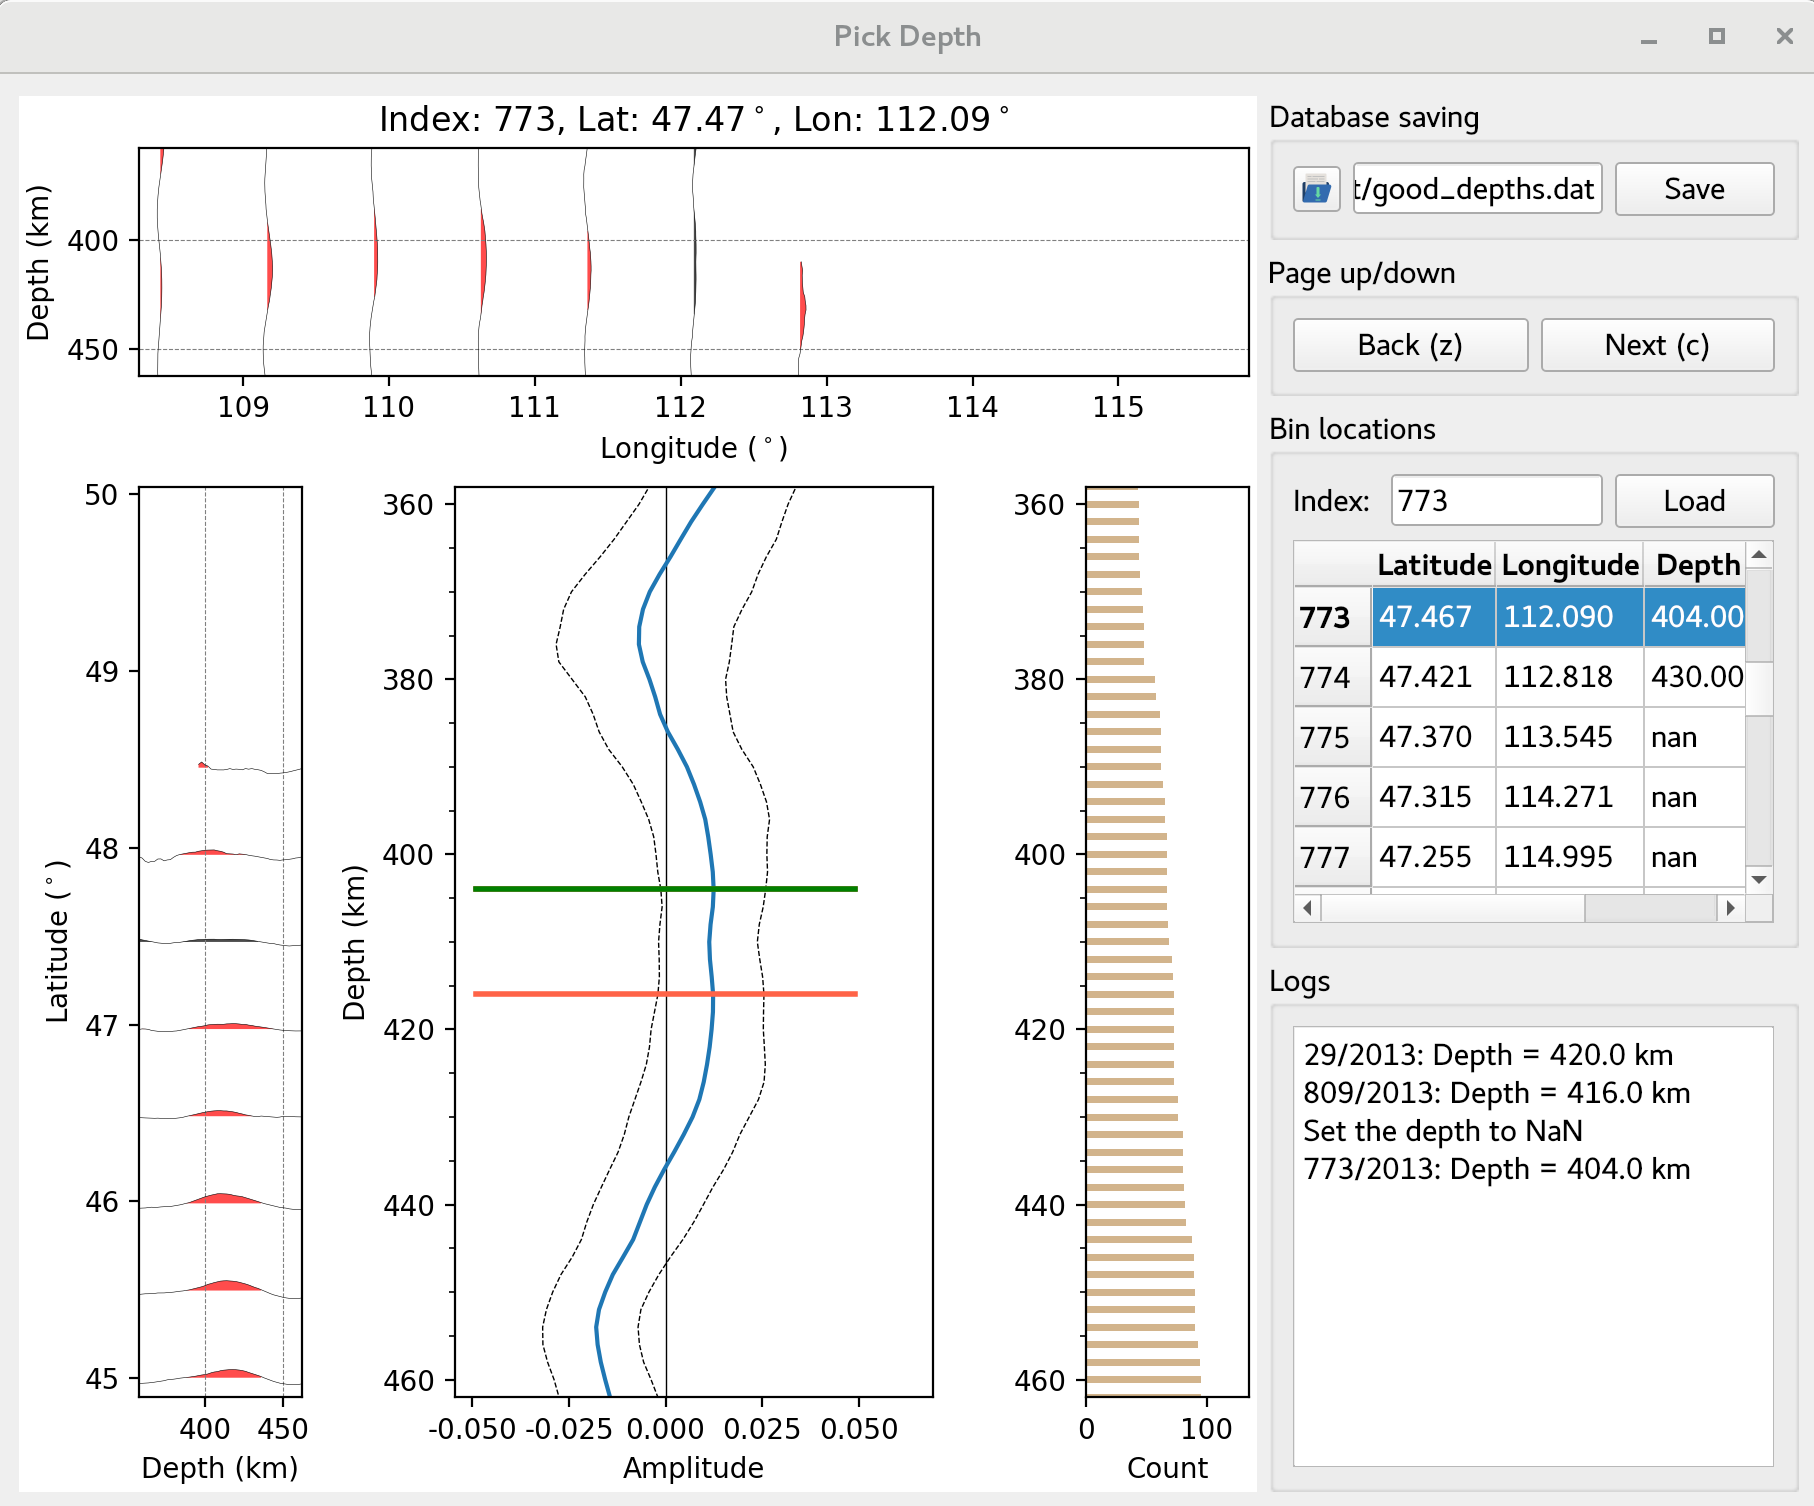 Pick Depth
Index: 773, Lat: 47.47°, Lon: 112.09°
Depth (km)
400
450
109 110 111 112 113 114 115
Longitude (°)
50
49
48
47
46
45
Latitude (°)
400 450
Depth (km)
360
380
400
420
440
460
Depth (km)
-0.050 -0.025 0.000 0.025 0.050
Amplitude
360
380
400
420
440
460
0 100
Count
Database saving
t/good_depths.dat Save
Page up/down
Back (z) Next (c)
Bin locations
Index: 773 Load
Latitude Longitude Depth
773 47.467 112.090 404.00
774 47.421 112.818 430.00
775 47.370 113.545 nan
776 47.315 114.271 nan
777 47.255 114.995 nan
Logs
29/2013: Depth = 420.0 km
809/2013: Depth = 416.0 km
Set the depth to NaN
773/2013: Depth = 404.0 km